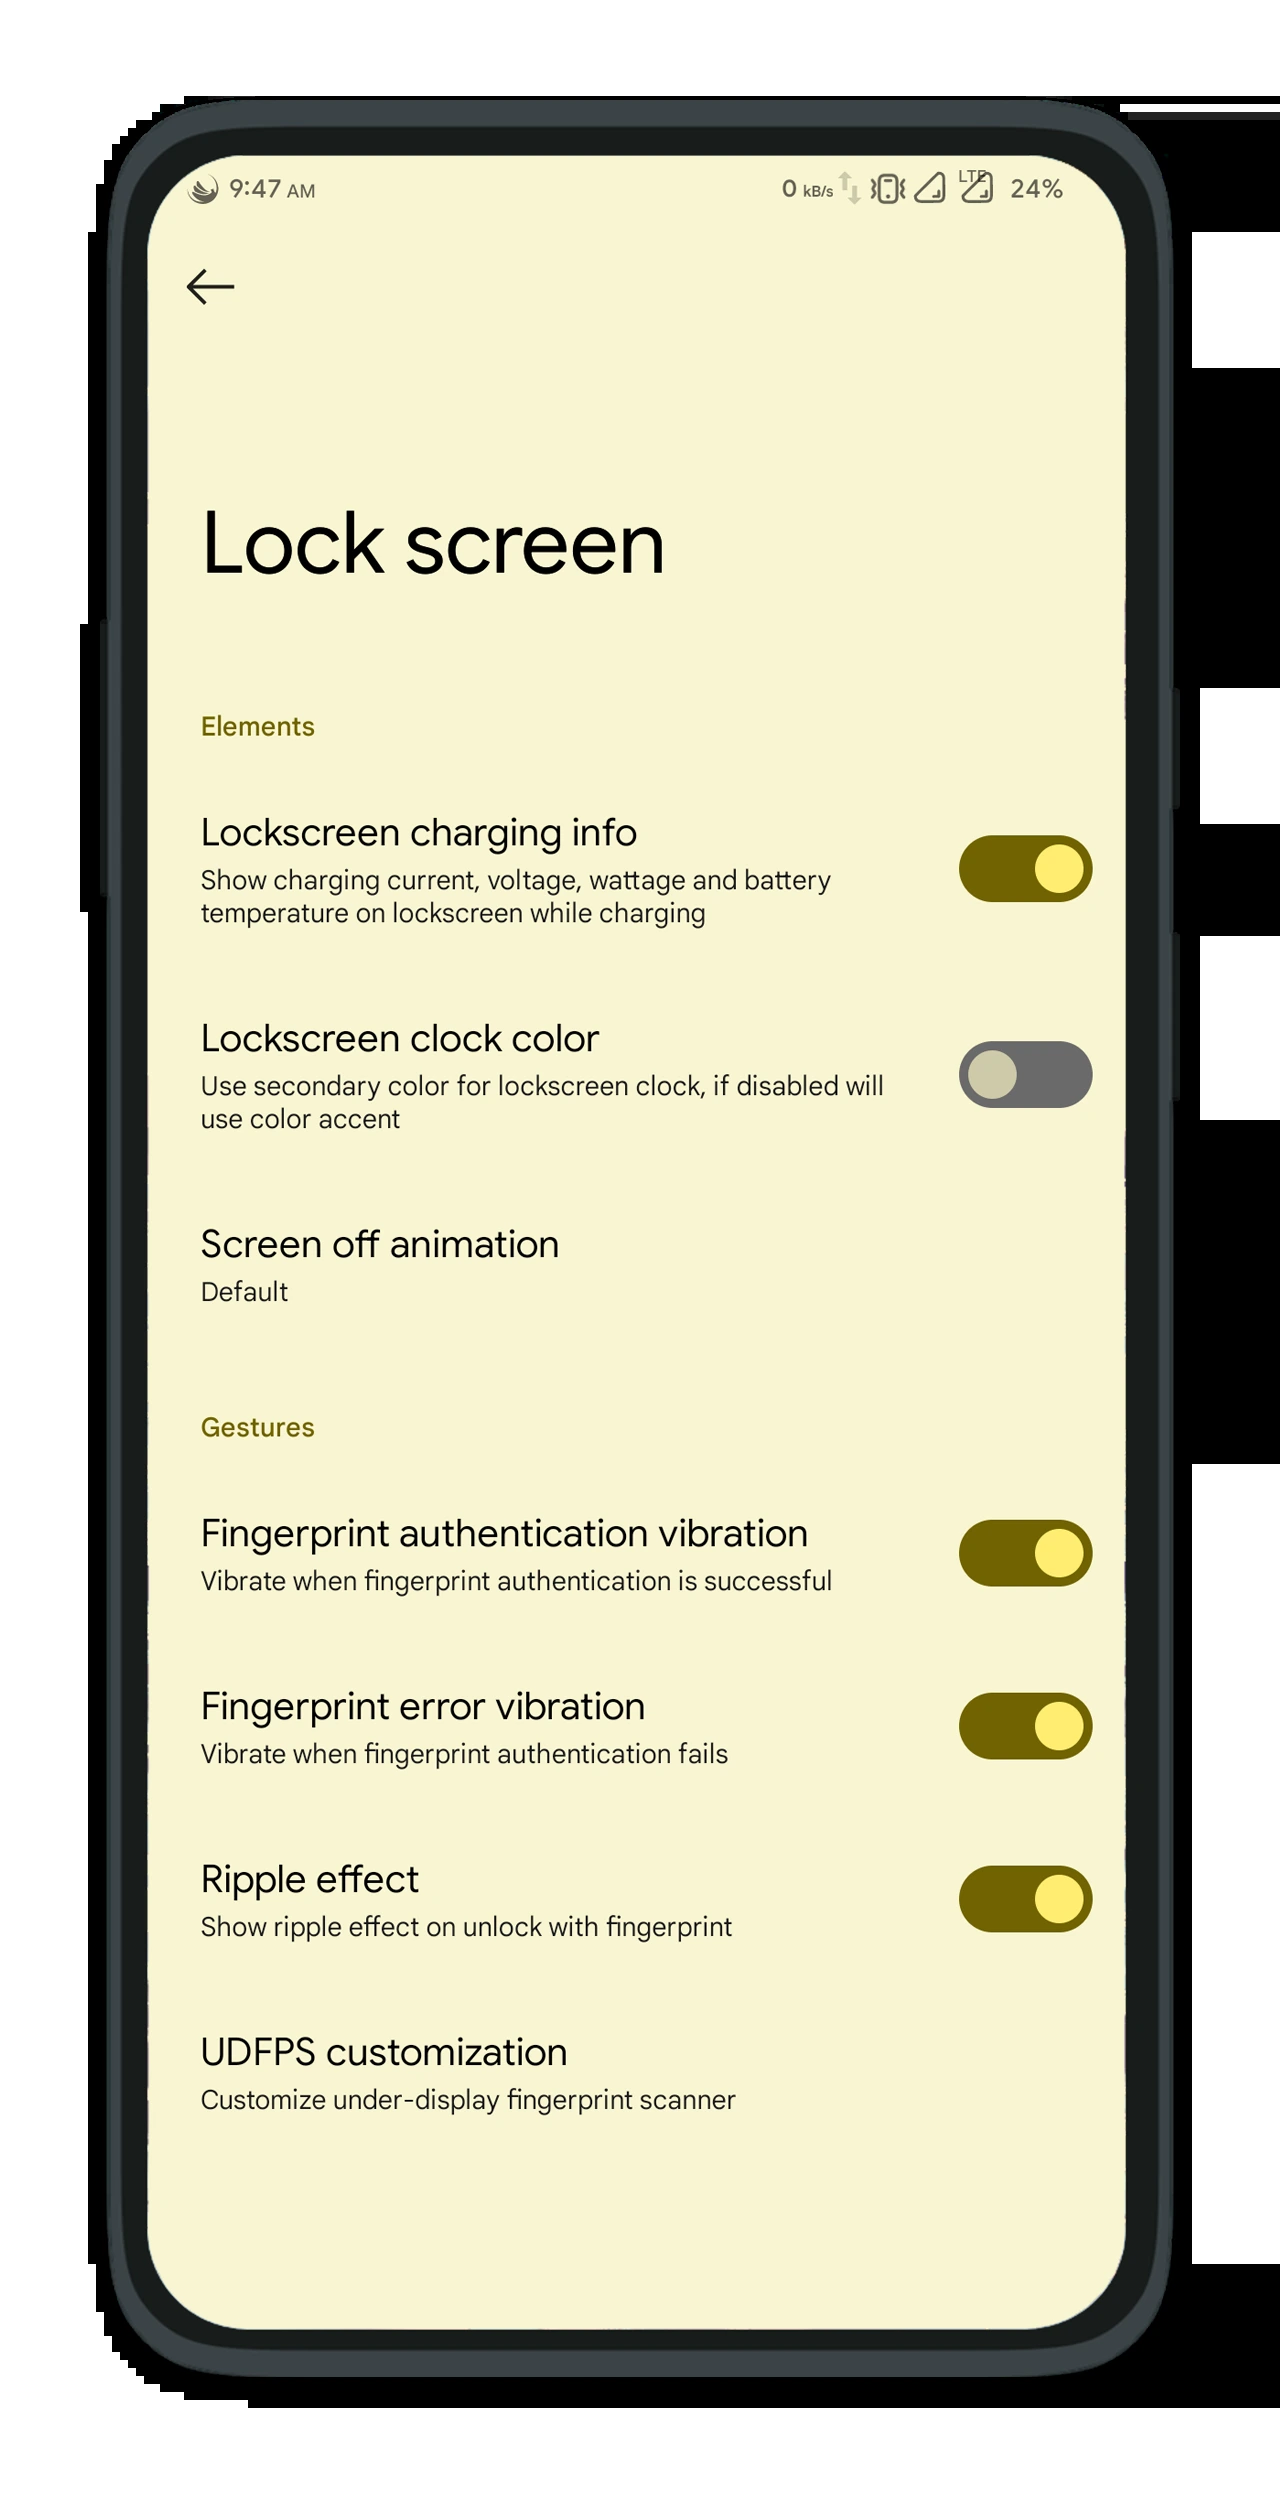 9:47 AM 0 kB/s LTE 24%
Lock screen
Elements
Lockscreen charging info
Show charging current, voltage, wattage and battery
temperature on lockscreen while charging
Lockscreen clock color
Use secondary color for lockscreen clock, if disabled will
use color accent
Screen off animation
Default
Gestures
Fingerprint authentication vibration
Vibrate when fingerprint authentication is successful
Fingerprint error vibration
Vibrate when fingerprint authentication fails
Ripple effect
Show ripple effect on unlock with fingerprint
UDFPS customization
Customize under-display fingerprint scanner